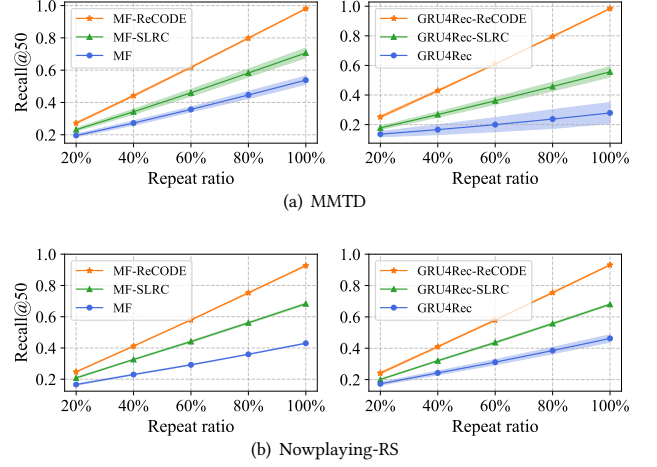 MF-ReCODE
MF-SLRC
MF
1.0
0.8
0.6
0.4
0.2
Recall@50
20% 40% 60% 80% 100%
Repeat ratio
GRU4Rec-ReCODE
GRU4Rec-SLRC
GRU4Rec
1.0
0.8
0.6
0.4
0.2
20% 40% 60% 80% 100%
Repeat ratio
(a) MMTD
MF-ReCODE
MF-SLRC
MF
1.0
0.8
0.6
0.4
0.2
Recall@50
20% 40% 60% 80% 100%
Repeat ratio
GRU4Rec-ReCODE
GRU4Rec-SLRC
GRU4Rec
1.0
0.8
0.6
0.4
0.2
20% 40% 60% 80% 100%
Repeat ratio
(b) Nowplaying-RS